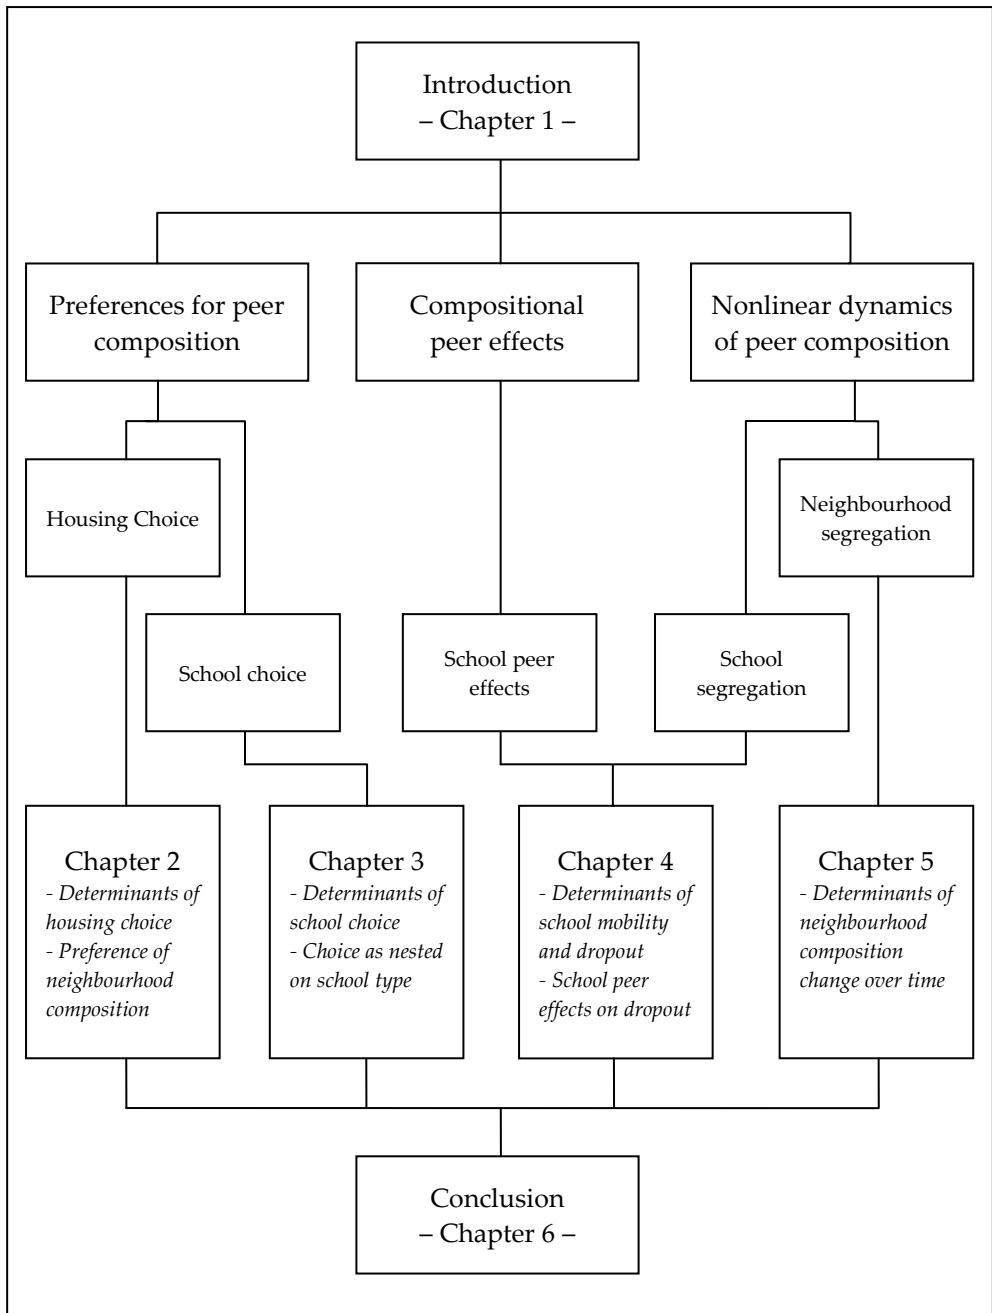 Introduction
– Chapter 1 –
Preferences for peer
composition
Compositional
peer effects
Nonlinear dynamics
of peer composition
Housing Choice
Neighbourhood
segregation
School choice
School peer
effects
School
segregation
Chapter 2
- Determinants of
housing choice
- Preference of
neighbourhood
composition
Chapter 3
- Determinants of
school choice
- Choice as nested
on school type
Chapter 4
- Determinants of
school mobility
and dropout
- School peer
effects on dropout
Chapter 5
- Determinants of
neighbourhood
composition
change over time
Conclusion
– Chapter 6 –